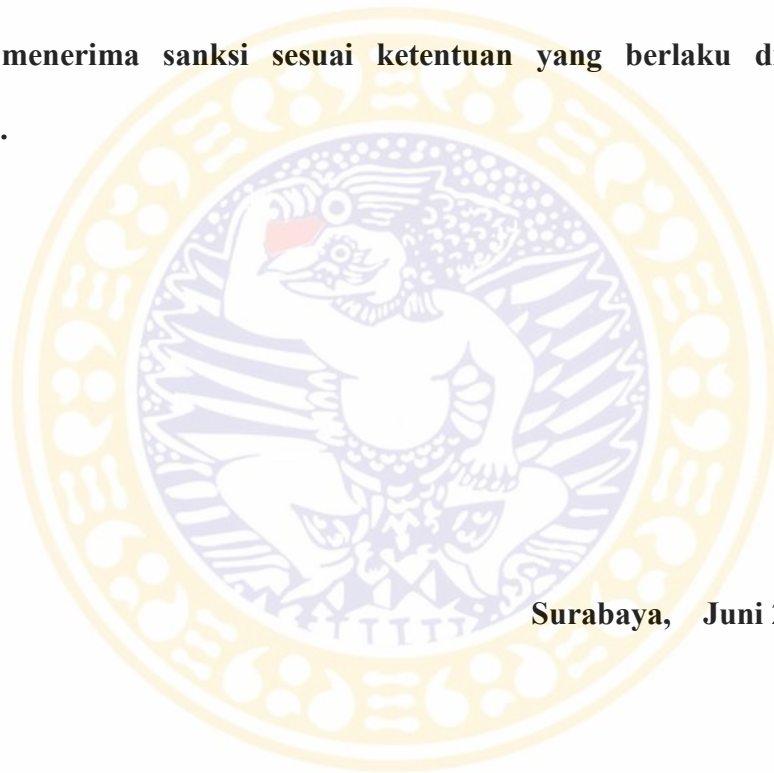 menerima sanksi sesuai ketentuan yang berlaku di
.
Surabaya, Juni